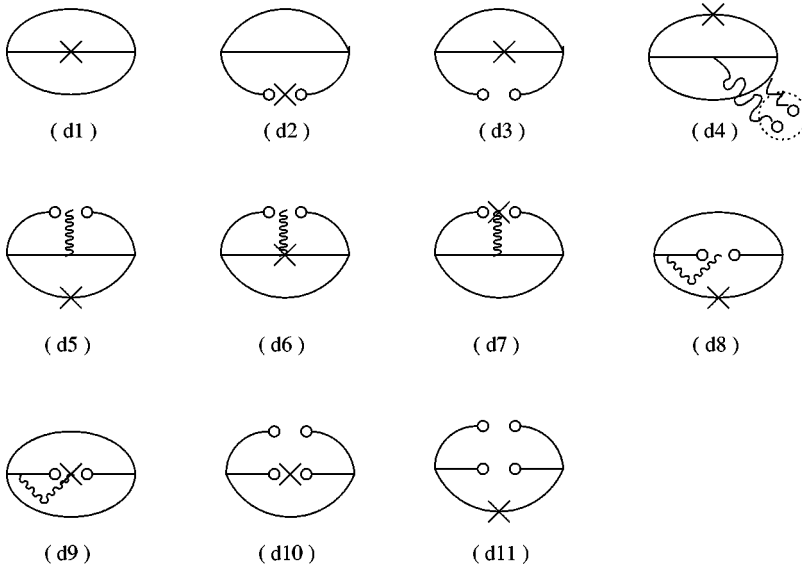 ( d1 ) ( d2 ) ( d3 ) ( d4 )
( d5 ) ( d6 ) ( d7 ) ( d8 )
( d9 ) ( d10 ) ( d11 )